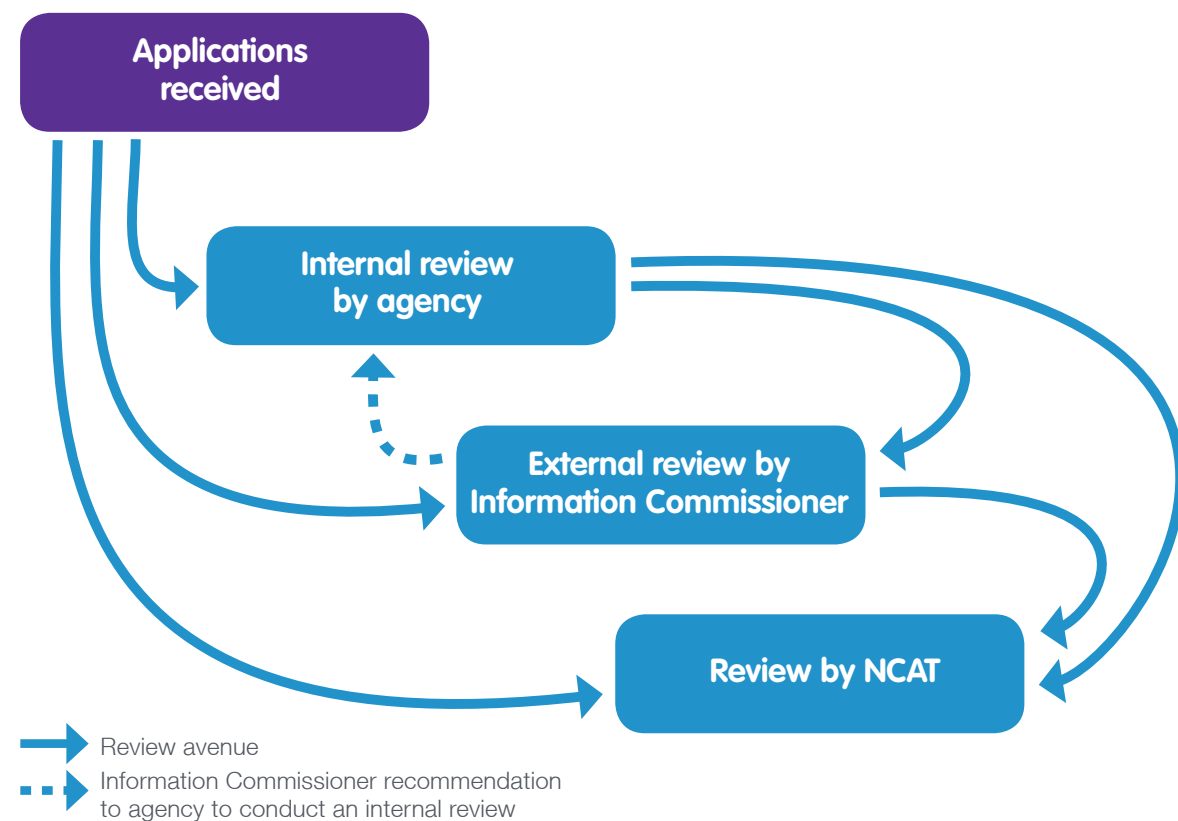 Applications
received
Internal review
by agency
External review by
Information Commissioner
Review by NCAT
Review avenue
Information Commissioner recommendation
to agency to conduct an internal review